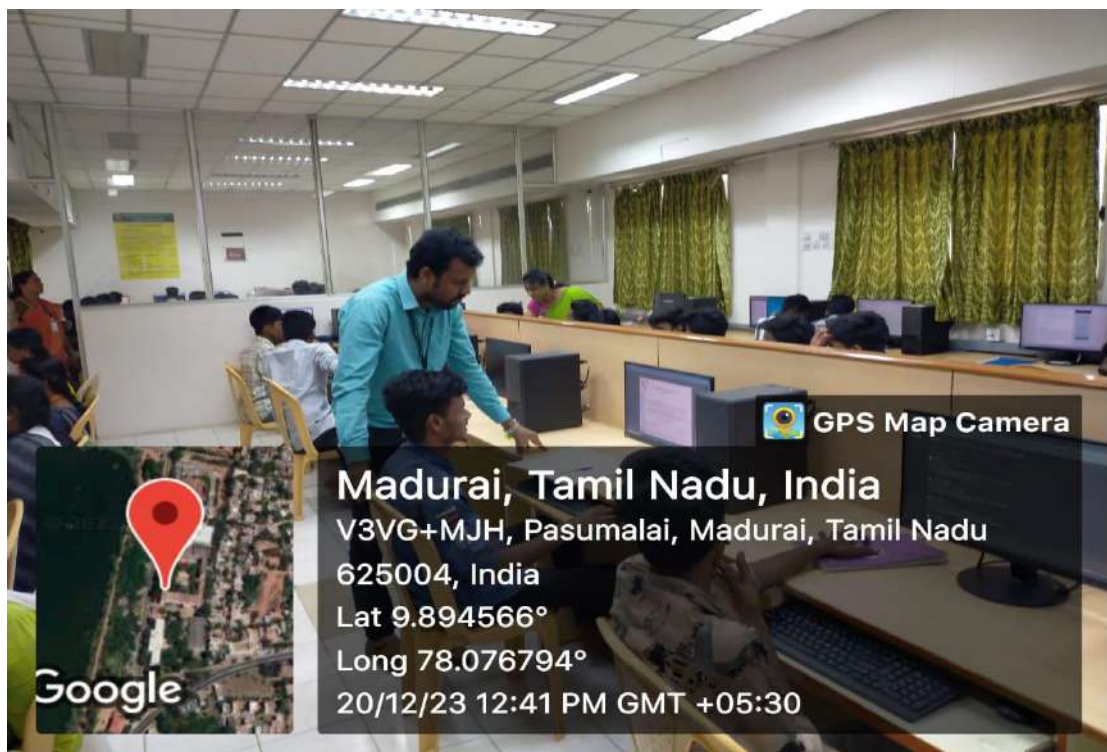 GPS Map Camera
Madurai, Tamil Nadu, India
V3VG+MJH, Pasumalai, Madurai, Tamil Nadu
625004, India
Lat 9.894566°
Long 78.076794°
20/12/23 12:41 PM GMT +05:30
Google